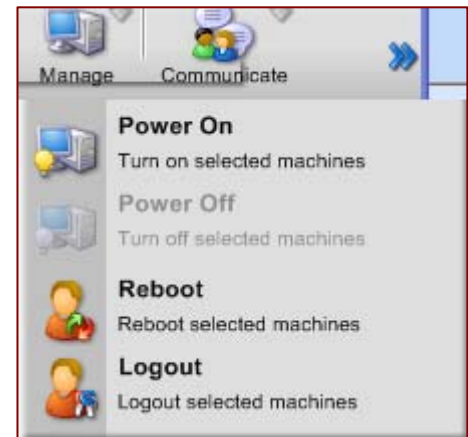 Manage Communicate
Power On
Turn on selected machines
Power Off
Turn off selected machines
Reboot
Reboot selected machines
Logout
Logout selected machines